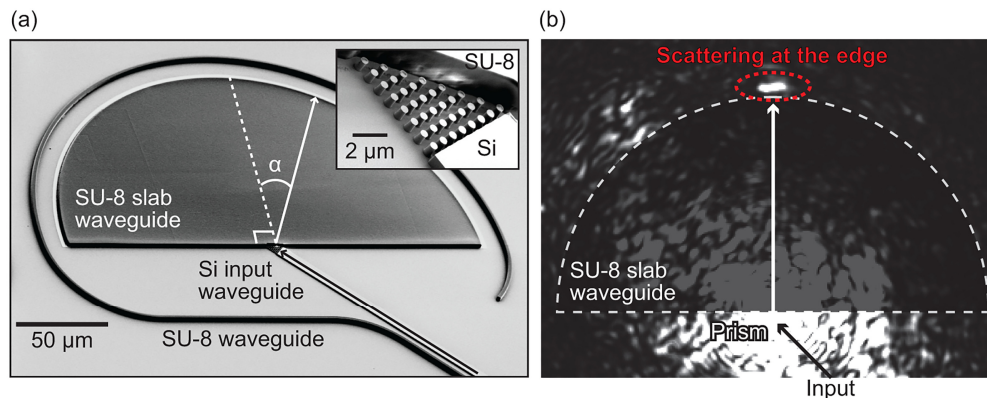 (a)
SU-8
2 μm
Si
α
SU-8 slab
waveguide
Si input
waveguide
50 μm
SU-8 waveguide
(b)
Scattering at the edge
SU-8 slab
waveguide
Prism
Input